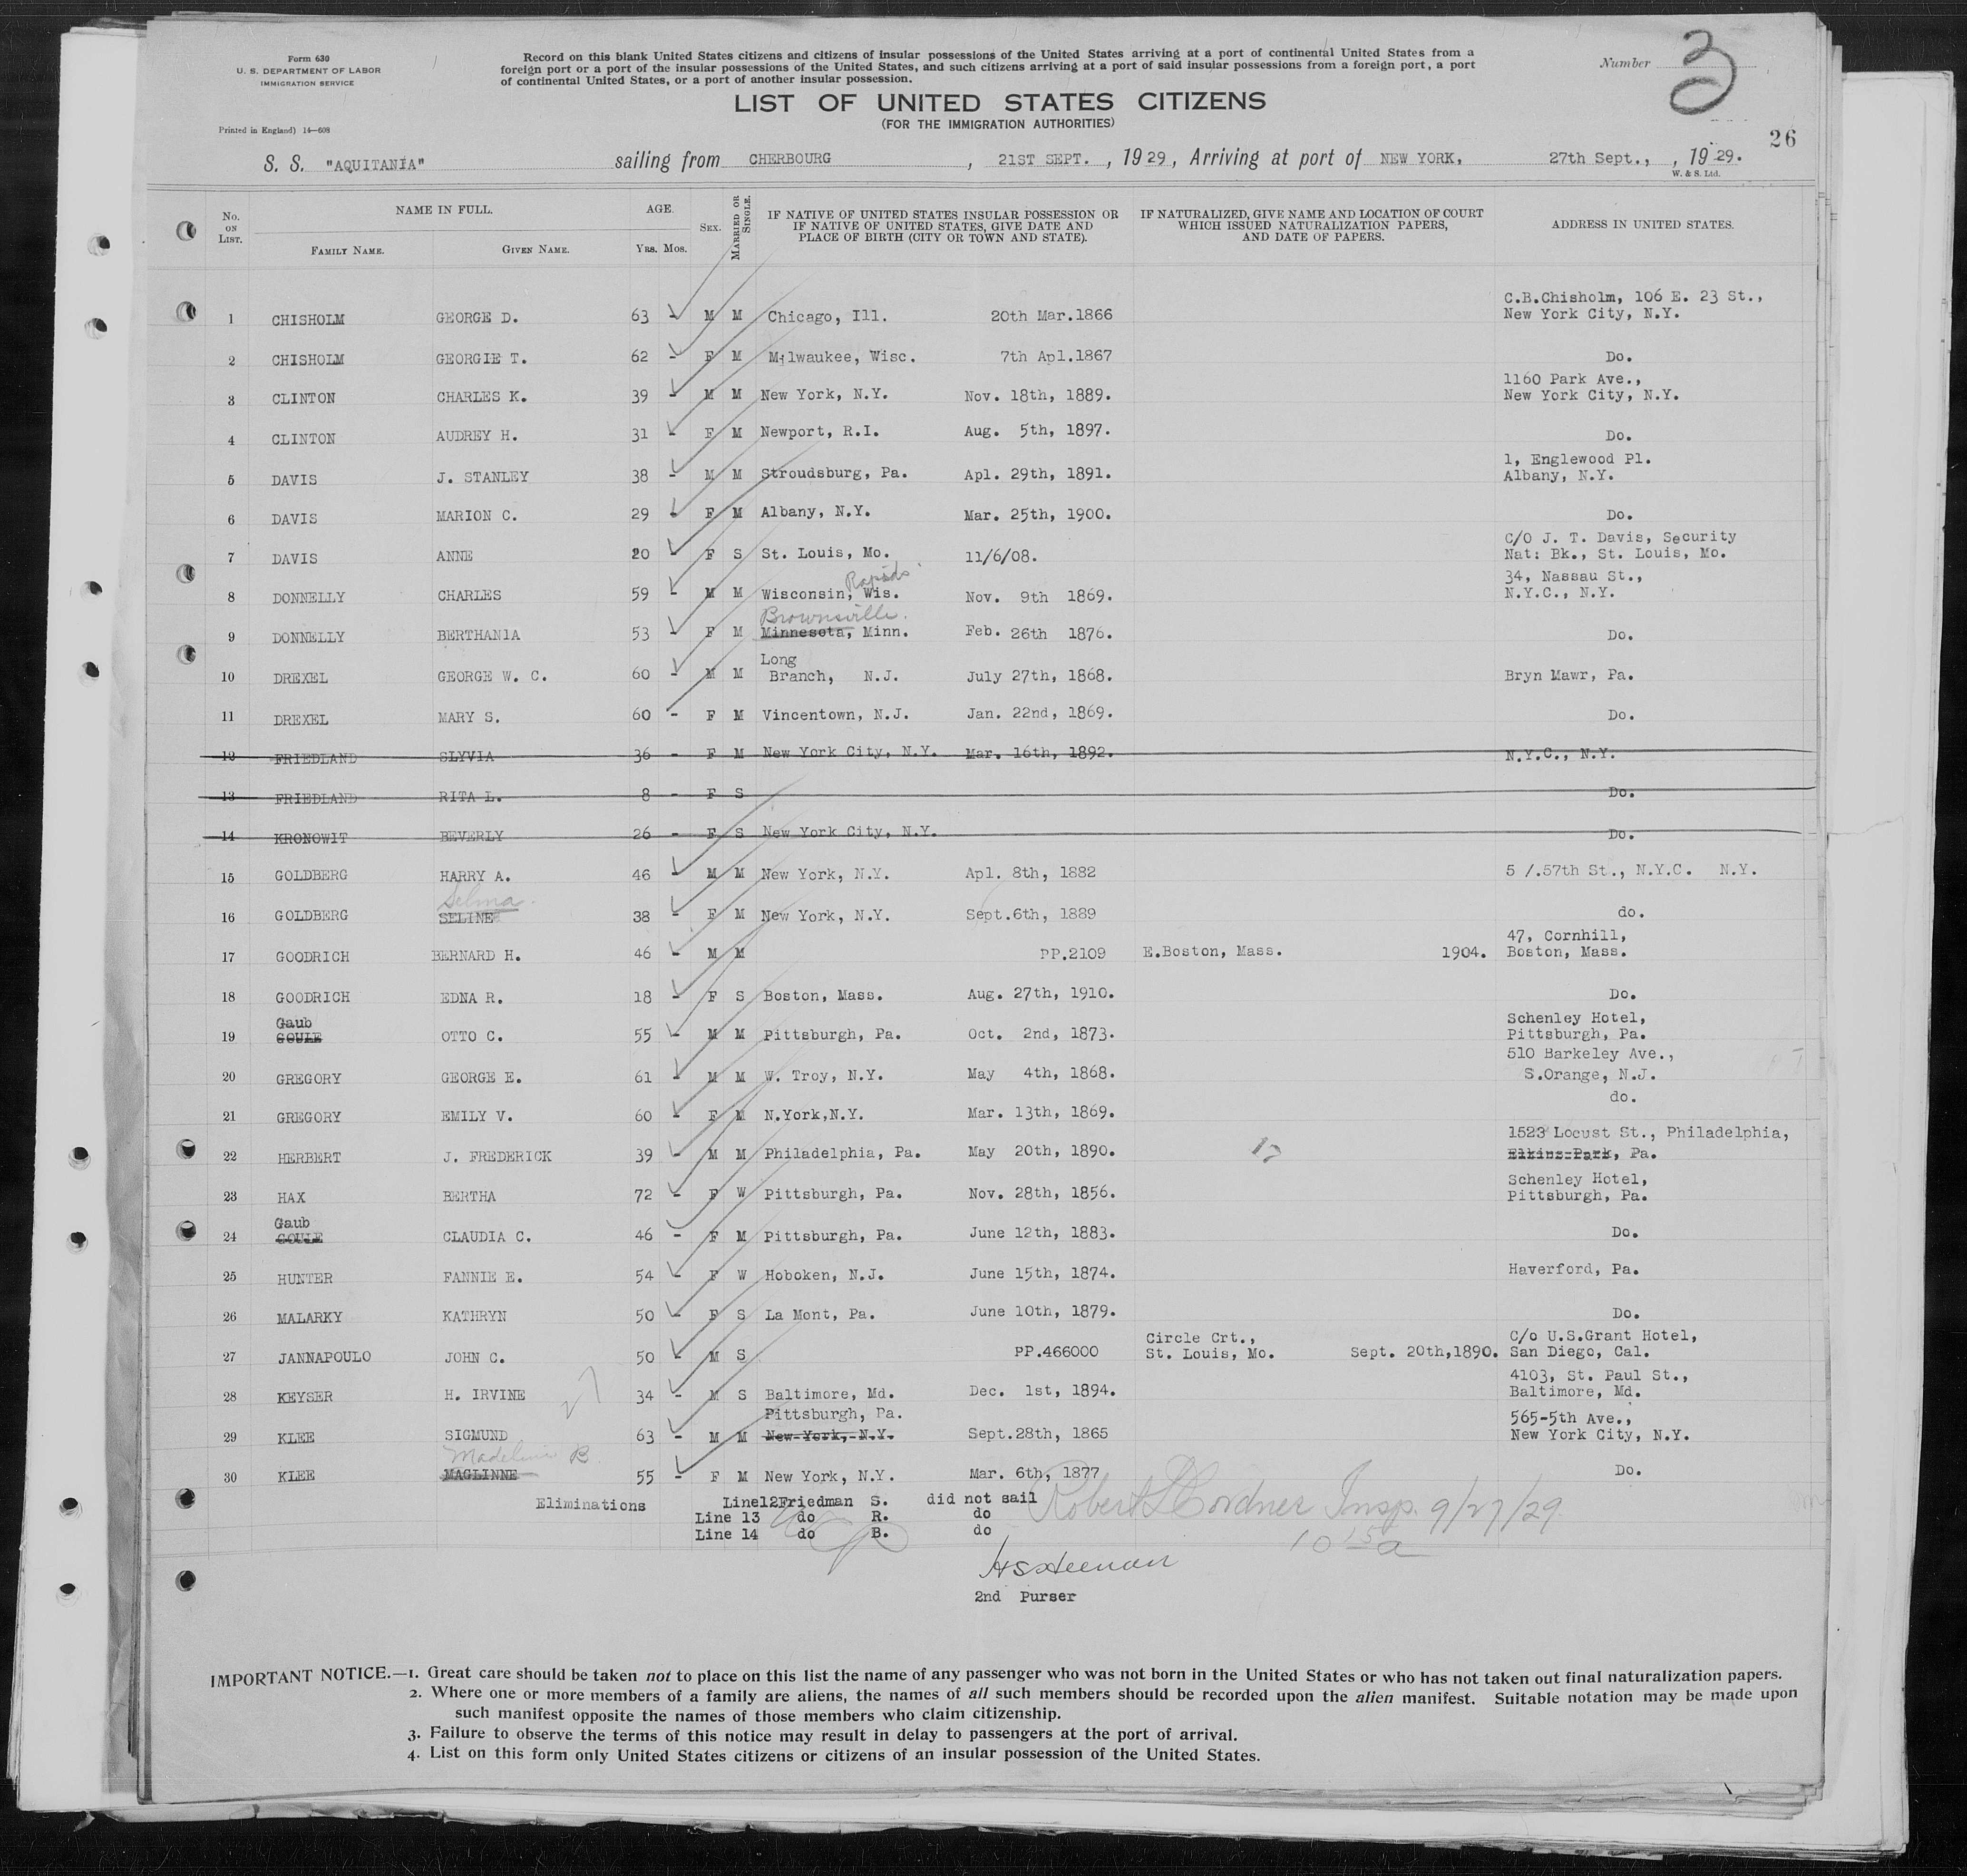 Form 630
U. S. DEPARTMENT OF LABOR
IMMIGRATION SERVICE
Printed in England) 14—608
Record on this blank United States citizens and citizens of insular possessions of the United States arriving at a port of continental United States from a
foreign port or a port of the insular possessions of the United States, and such citizens arriving at a port of said insular possessions from a foreign port, a port
of continental United States, or a port of another insular possession.
Number 3
LIST OF UNITED STATES CITIZENS
(FOR THE IMMIGRATION AUTHORITIES)
26
S. S. "AQUITANIA" sailing from CHERBOURG, 21ST SEPT., 1929, Arriving at port of NEW YORK, 27th Sept., , 1929.
W. & S. Ltd.
No. ON LIST. NAME IN FULL. FAMILY NAME. GIVEN NAME. AGE. YRS. MOS. SEX. MARRIED OR SINGLE.
IF NATIVE OF UNITED STATES INSULAR POSSESSION OR
IF NATIVE OF UNITED STATES, GIVE DATE AND
PLACE OF BIRTH (CITY OR TOWN AND STATE).
IF NATURALIZED, GIVE NAME AND LOCATION OF COURT
WHICH ISSUED NATURALIZATION PAPERS,
AND DATE OF PAPERS.
ADDRESS IN UNITED STATES.
C.B.Chisholm, 106 E. 23 St.,
1 CHISHOLM GEORGE D. 63 - M M Chicago, Ill. 20th Mar.1866 New York City, N.Y.
2 CHISHOLM GEORGIE T. 62 - F M Milwaukee, Wisc. 7th Apl.1867 Do.
1160 Park Ave.,
3 CLINTON CHARLES K. 39 - M M New York, N.Y. Nov. 18th, 1889. New York City, N.Y.
4 CLINTON AUDREY H. 31 - F M Newport, R.I. Aug. 5th, 1897. Do.
1, Englewood Pl.
5 DAVIS J. STANLEY 38 - M M Stroudsburg, Pa. Apl. 29th, 1891. Albany, N.Y.
6 DAVIS MARION C. 29 - F M Albany, N.Y. Mar. 25th, 1900. Do.
C/O J. T. Davis, Security
7 DAVIS ANNE 20 - F S St. Louis, Mo. 11/6/08. Nat: Bk., St. Louis, Mo.
Rapids. 34, Nassau St.,
8 DONNELLY CHARLES 59 - M M Wisconsin, Wis. Nov. 9th 1869. N.Y.C., N.Y.
Brownsville.
9 DONNELLY BERTHANIA 53 - F M Minnesota, Minn. Feb. 26th 1876. Do.
Long
10 DREXEL GEORGE W. C. 60 - M M Branch, N.J. July 27th, 1868. Bryn Mawr, Pa.
11 DREXEL MARY S. 60 - F M Vincentown, N.J. Jan. 22nd, 1869. Do.
12 FRIEDLAND SLYVIA 36 - F M New York City, N.Y. Mar. 16th, 1892. N.Y.C., N.Y.
13 FRIEDLAND RITA L. 8 - F S Do.
14 KRONOWIT BEVERLY 26 - F S New York City, N.Y. Do.
15 GOLDBERG HARRY A. 46 - M M New York, N.Y. Apl. 8th, 1882 5 /.57th St., N.Y.C. N.Y.
Selma.
16 GOLDBERG SELINE 38 - F M New York, N.Y. Sept.6th, 1889 do.
47, Cornhill,
17 GOODRICH BERNARD H. 46 - M M PP.2109 E.Boston, Mass. 1904. Boston, Mass.
18 GOODRICH EDNA R. 18 - F S Boston, Mass. Aug. 27th, 1910. Do.
Gaub Schenley Hotel,
19 GOULE OTTO C. 55 - M M Pittsburgh, Pa. Oct. 2nd, 1873. Pittsburgh, Pa.
510 Barkeley Ave.,
20 GREGORY GEORGE E. 61 - M M W. Troy, N.Y. May 4th, 1868. S.Orange, N.J.
21 GREGORY EMILY V. 60 - F M N.York,N.Y. Mar. 13th, 1869. do.
1523 Locust St., Philadelphia,
22 HERBERT J. FREDERICK 39 - M M Philadelphia, Pa. May 20th, 1890. Elkins Park, Pa.
Schenley Hotel,
23 HAX BERTHA 72 - F W Pittsburgh, Pa. Nov. 28th, 1856. Pittsburgh, Pa.
Gaub
24 GOULE CLAUDIA C. 46 - F M Pittsburgh, Pa. June 12th, 1883. Do.
25 HUNTER FANNIE E. 54 - F W Hoboken, N.J. June 15th, 1874. Haverford, Pa.
26 MALARKY KATHRYN 50 - F S La Mont, Pa. June 10th, 1879. Do.
Circle Crt., C/o U.S.Grant Hotel,
27 JANNAPOULO JOHN C. 50 - M S PP.466000 St. Louis, Mo. Sept. 20th,1890. San Diego, Cal.
4103, St. Paul St.,
28 KEYSER H. IRVINE 34 - M S Baltimore, Md. Dec. 1st, 1894. Baltimore, Md.
Pittsburgh, Pa. 565-5th Ave.,
29 KLEE SIGMUND 63 - M M New York, N.Y. Sept.28th, 1865 New York City, N.Y.
Madeline B.
30 KLEE MAGLINNE 55 - F M New York, N.Y. Mar. 6th, 1877 Do.
Eliminations Line12Friedman S. did not sail
Line 13 do R. do
Line 14 do B. do
Robert L Cordner Insp. 9/27/29
10 15 a
2nd Purser
IMPORTANT NOTICE.—1. Great care should be taken not to place on this list the name of any passenger who was not born in the United States or who has not taken out final naturalization papers.
2. Where one or more members of a family are aliens, the names of all such members should be recorded upon the alien manifest. Suitable notation may be made upon
such manifest opposite the names of those members who claim citizenship.
3. Failure to observe the terms of this notice may result in delay to passengers at the port of arrival.
4. List on this form only United States citizens or citizens of an insular possession of the United States.